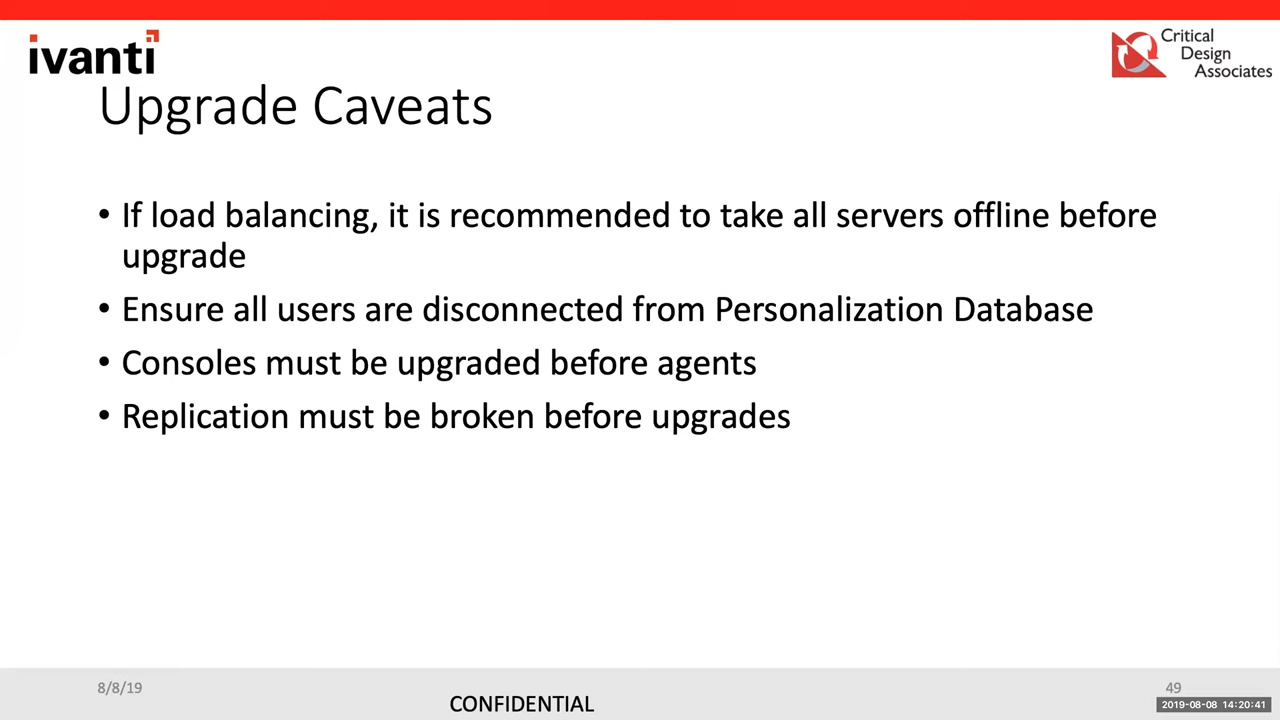 ivanti
Critical
Design
Associates
Upgrade Caveats
• If load balancing, it is recommended to take all servers offline before
upgrade
• Ensure all users are disconnected from Personalization Database
• Consoles must be upgraded before agents
• Replication must be broken before upgrades
8/8/19
CONFIDENTIAL
49
2019-08-08 14:20:41